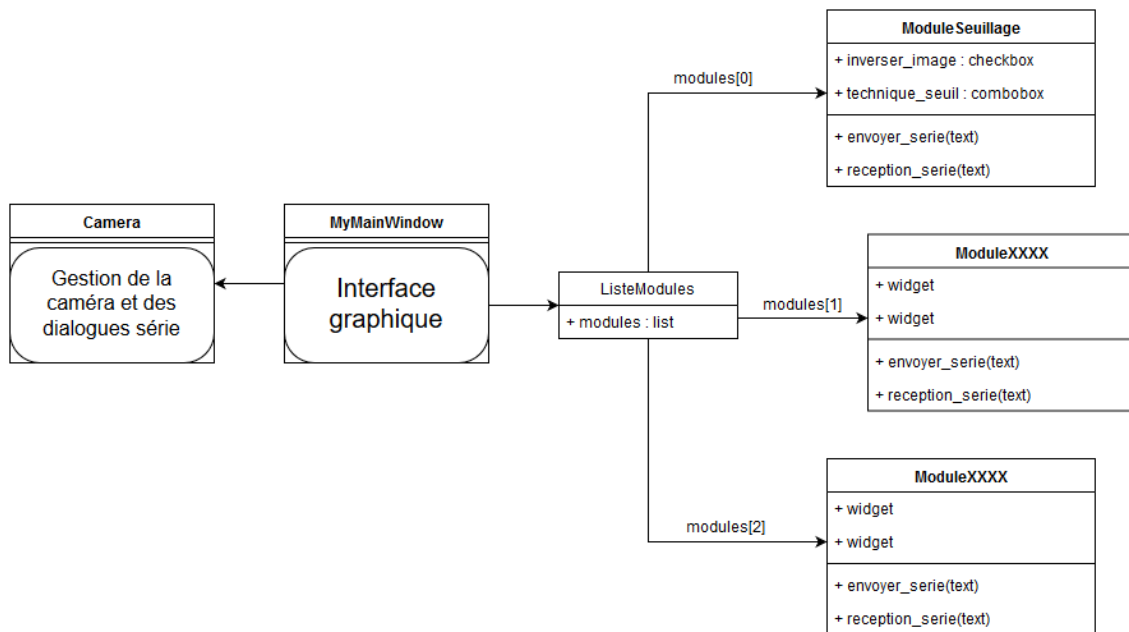 Camera
Gestion de la
caméra et des
dialogues série
MyMainWindow
Interface
graphique
ListeModules
+ modules : list
modules[0]
ModuleSeuillage
+ inverser_image : checkbox
+ technique_seuil : combobox
+ envoyer_serie(text)
+ reception_serie(text)
modules[1]
ModuleXXXX
+ widget
+ widget
+ envoyer_serie(text)
+ reception_serie(text)
modules[2]
ModuleXXXX
+ widget
+ widget
+ envoyer_serie(text)
+ reception_serie(text)